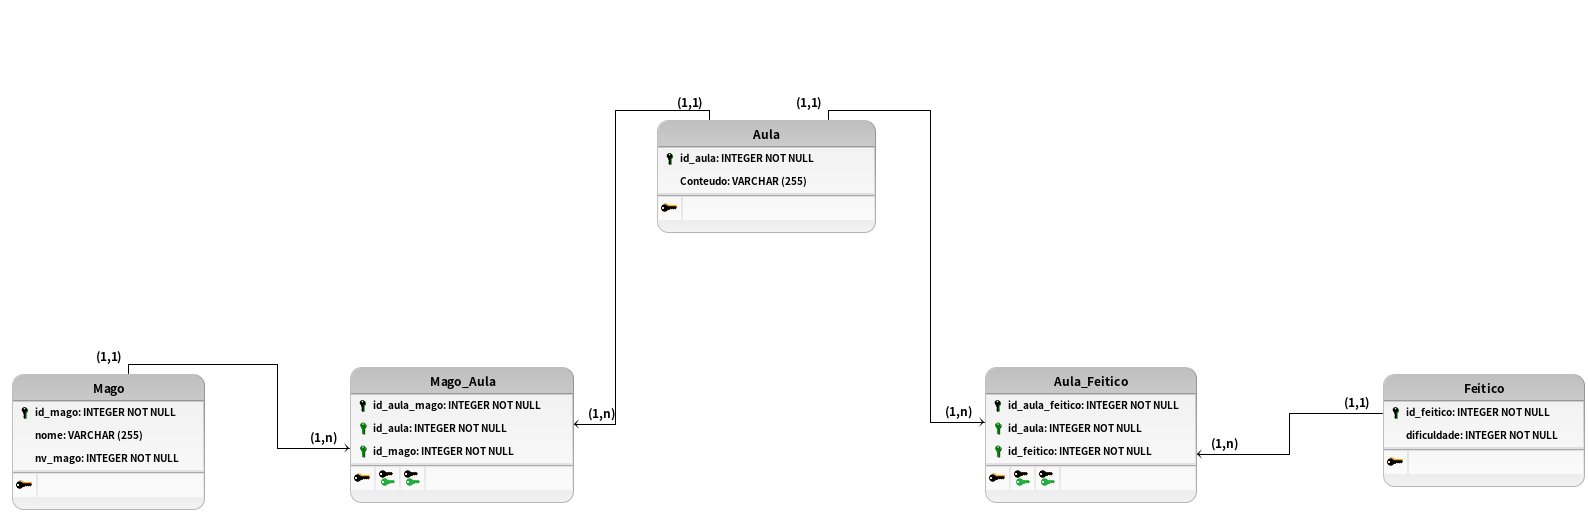 (1,1)
(1,1)
Aula
id_aula: INTEGER NOT NULL
Conteudo: VARCHAR (255)
(1,1)
Mago
id_mago: INTEGER NOT NULL
nome: VARCHAR (255)
nv_mago: INTEGER NOT NULL
(1,n)
Mago_Aula
id_aula_mago: INTEGER NOT NULL
id_aula: INTEGER NOT NULL
id_mago: INTEGER NOT NULL
(1,n)
(1,n)
Aula_Feitico
id_aula_feitico: INTEGER NOT NULL
id_aula: INTEGER NOT NULL
id_feitico: INTEGER NOT NULL
(1,n)
(1,1)
Feitico
id_feitico: INTEGER NOT NULL
dificuldade: INTEGER NOT NULL